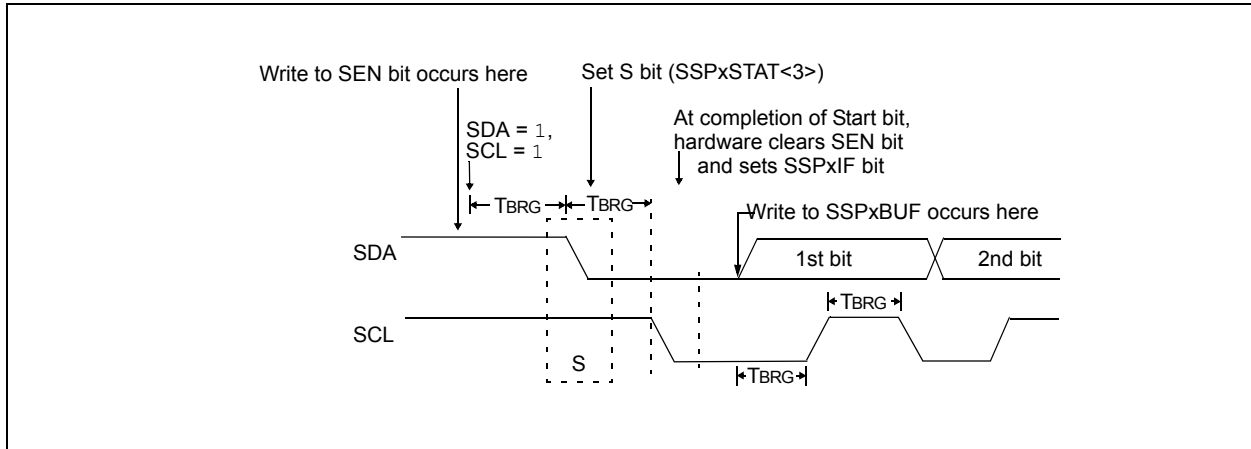 Write to SEN bit occurs here
Set S bit (SSPxSTAT<3>)
SDA = 1,
SCL = 1
At completion of Start bit,
hardware clears SEN bit
and sets SSPxIF bit
TBRG
TBRG
Write to SSPxBUF occurs here
SDA
1st bit
2nd bit
TBRG
SCL
S
TBRG